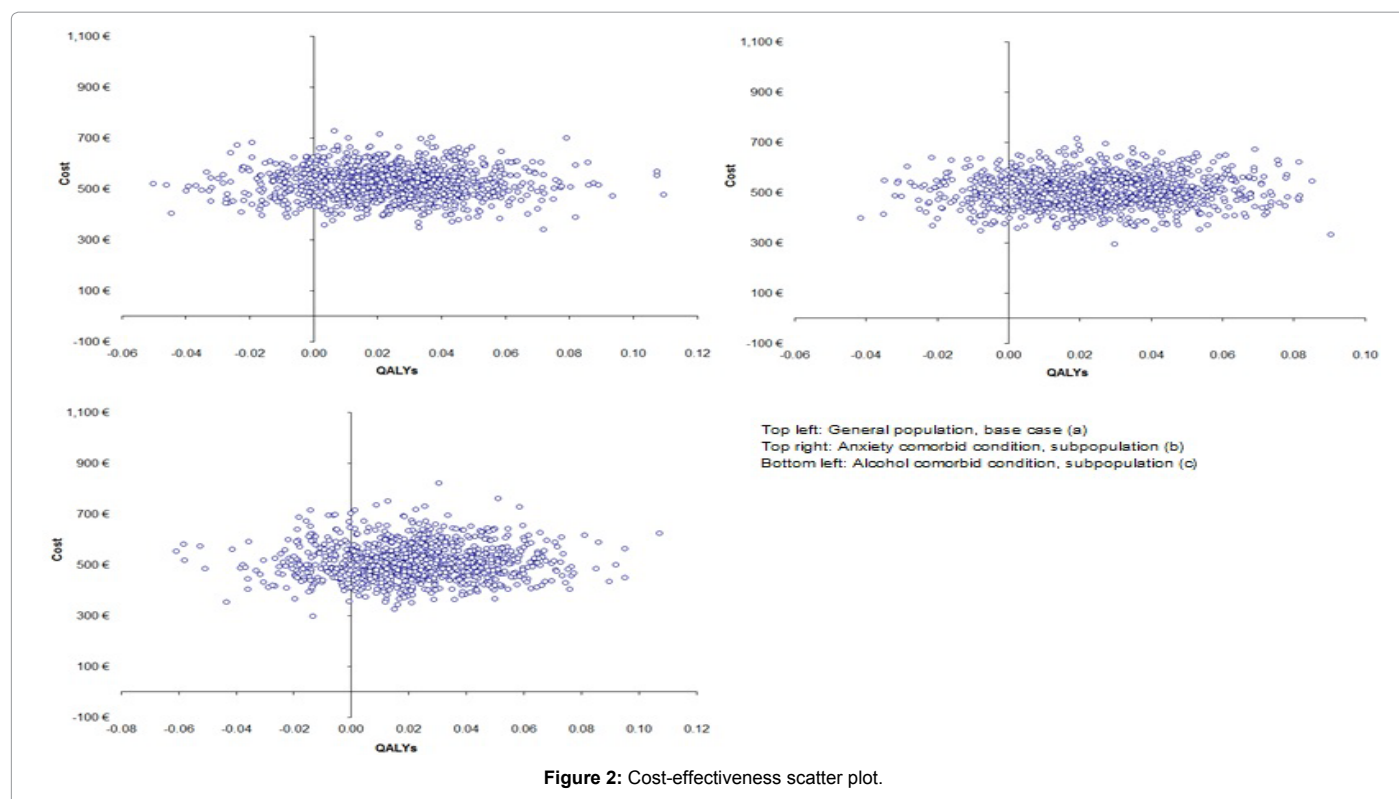 1,100 €
900 €
700 €
500 €
300 €
100 €
-100 €
Cost
-0.06 -0.04 -0.02 0.00 0.02 0.04 0.06 0.08 0.10 0.12
QALYs
1,100 €
900 €
700 €
500 €
300 €
100 €
-100 €
Cost
-0.06 -0.04 -0.02 0.00 0.02 0.04 0.06 0.08 0.10
QALYs
1,100 €
900 €
700 €
500 €
300 €
100 €
-100 €
Cost
-0.08 -0.06 -0.04 -0.02 0.00 0.02 0.04 0.06 0.08 0.10 0.12
QALYs
Top left: General population, base case (a)
Top right: Anxiety comorbid condition, subpopulation (b)
Bottom left: Alcohol comorbid condition, subpopulation (c)
Figure 2: Cost-effectiveness scatter plot.